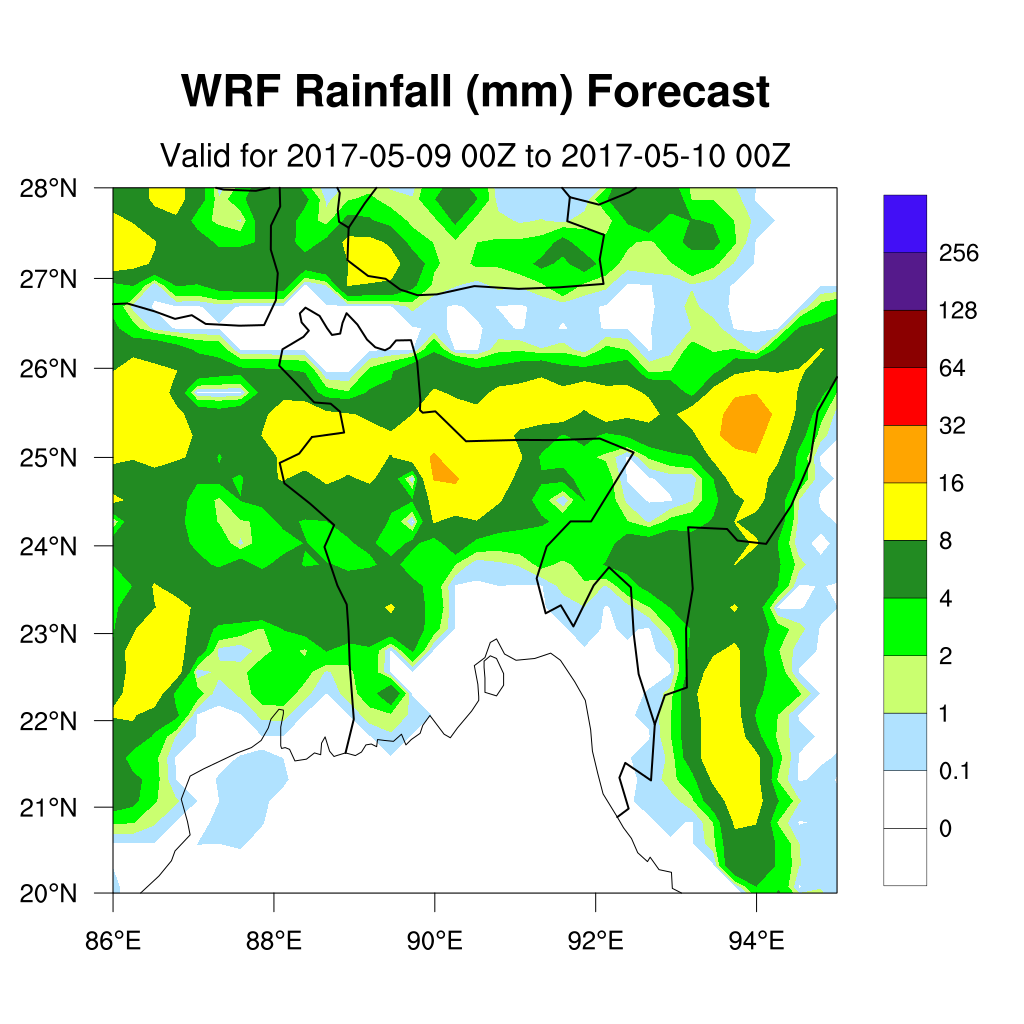 WRF Rainfall (mm) Forecast
Valid for 2017-05-09 00Z to 2017-05-10 00Z
28°N
27°N
26°N
25°N
24°N
23°N
22°N
21°N
20°N
86°E 88°E 90°E 92°E 94°E
256
128
64
32
16
8
4
2
1
0.1
0